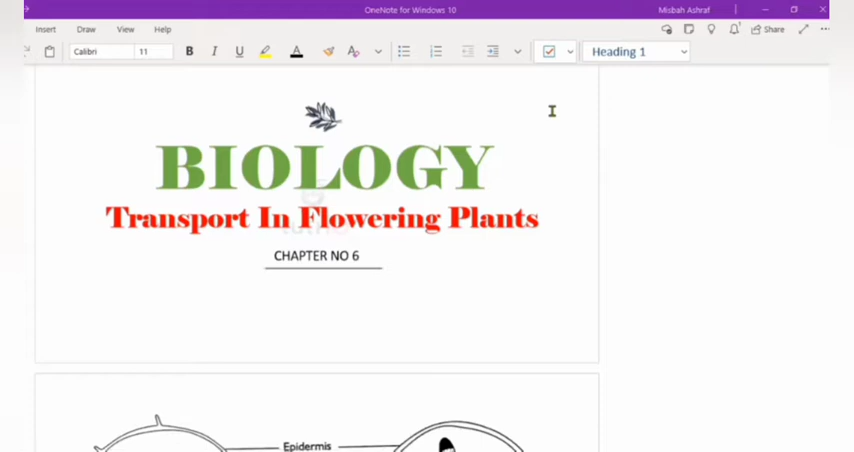 OneNote for Windows 10
Misbah Ashraf
Insert Draw View Help
Share
Calibri 11 B I U A A Heading 1
BIOLOGY
Transport In Flowering Plants
CHAPTER NO 6
Epidermis